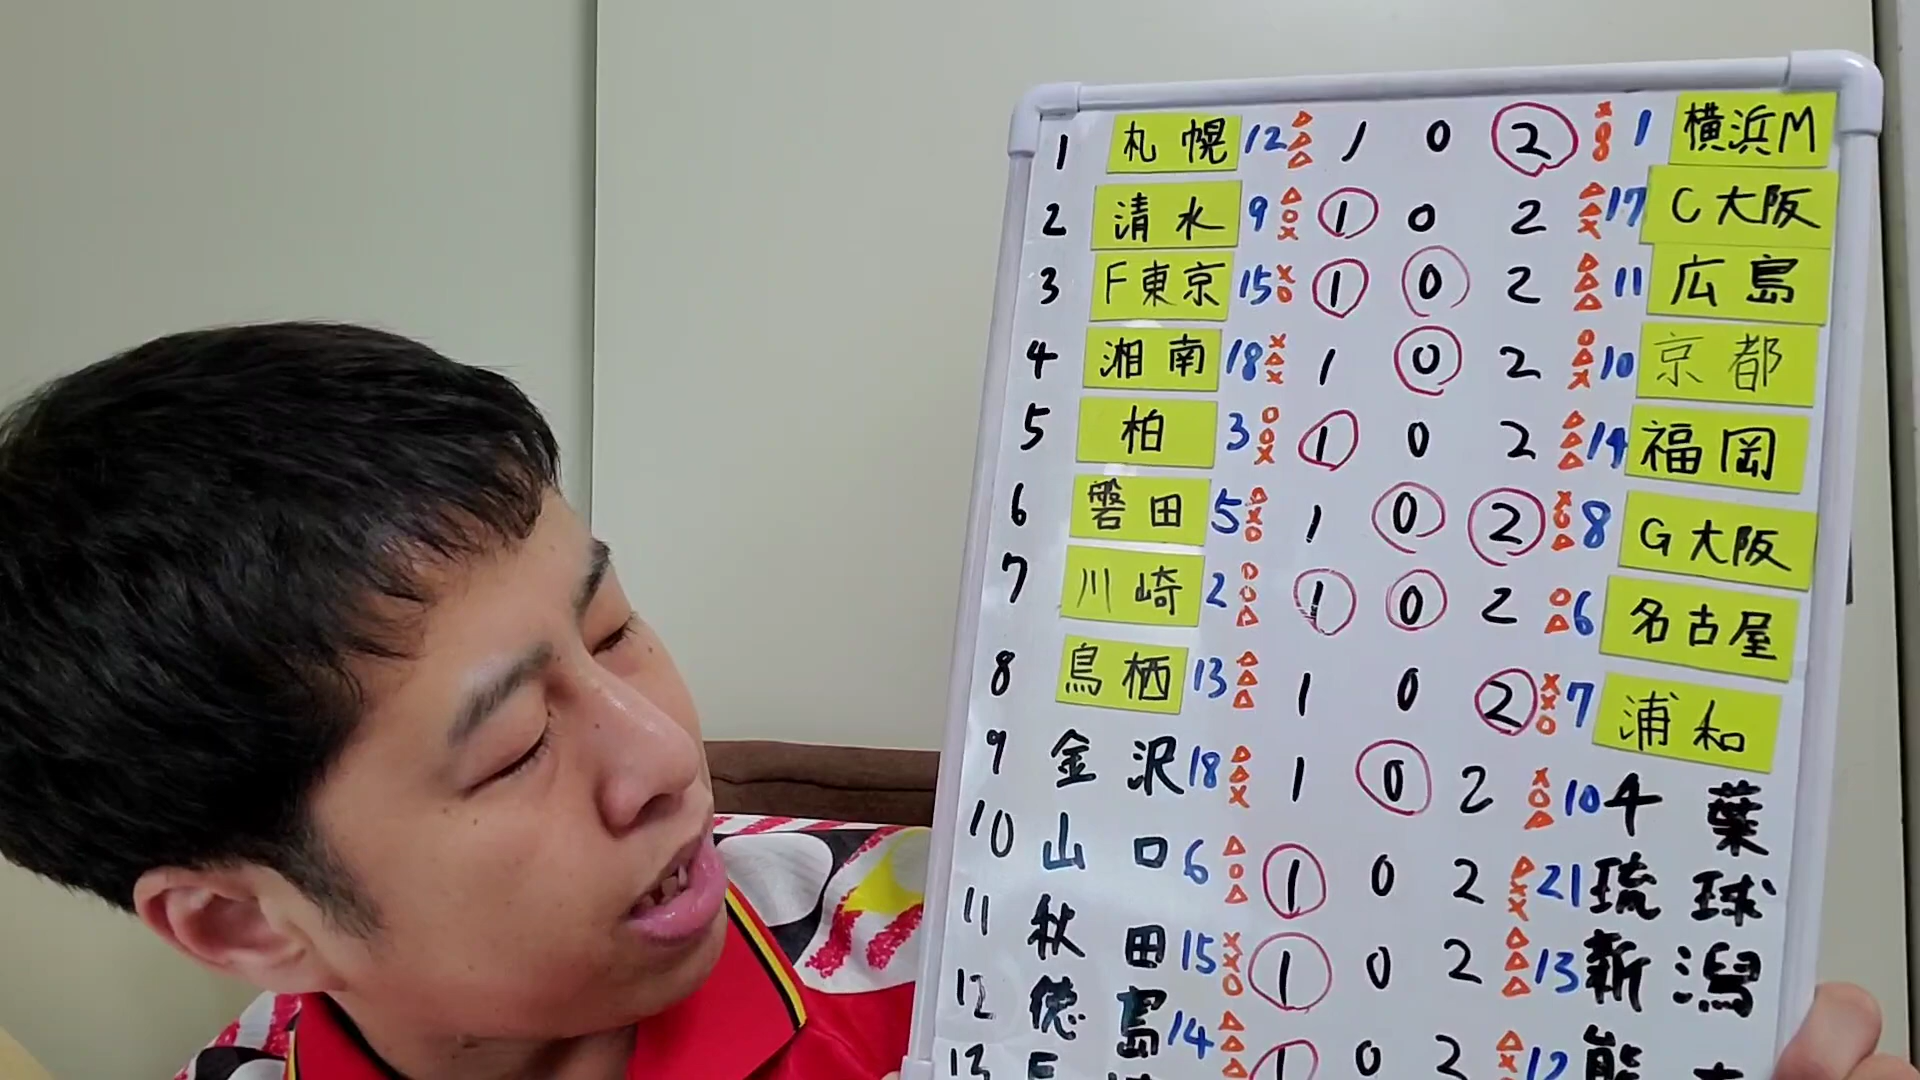 1 札幌 12 △△△ 1 0 2 ×○○ 1 横浜M
2 清水 9 △○× 1 0 2 △△× 17 C大阪
3 F東京 15 ×○ 1 0 2 △△△ 11 広島
4 湘南 18 ×△× 1 0 2 ○△× 10 京都
5 柏 3 ○○× 1 0 2 △△△ 14 福岡
6 磐田 5 △×○ 1 0 2 ×○△ 8 G大阪
7 川崎 2 ○○△ 1 0 2 ○△ 6 名古屋
8 鳥栖 13 △△△ 1 0 2 ××○ 7 浦和
9 金沢 18 △△× 1 0 2 ×○△ 10 千葉
10 山口 6 △○△ 1 0 2 △×× 21 琉球
11 秋田 15 ××○ 1 0 2 △△△ 13 新潟
12 徳島 14 △△△ 1 0 2 △×△ 12 熊
13